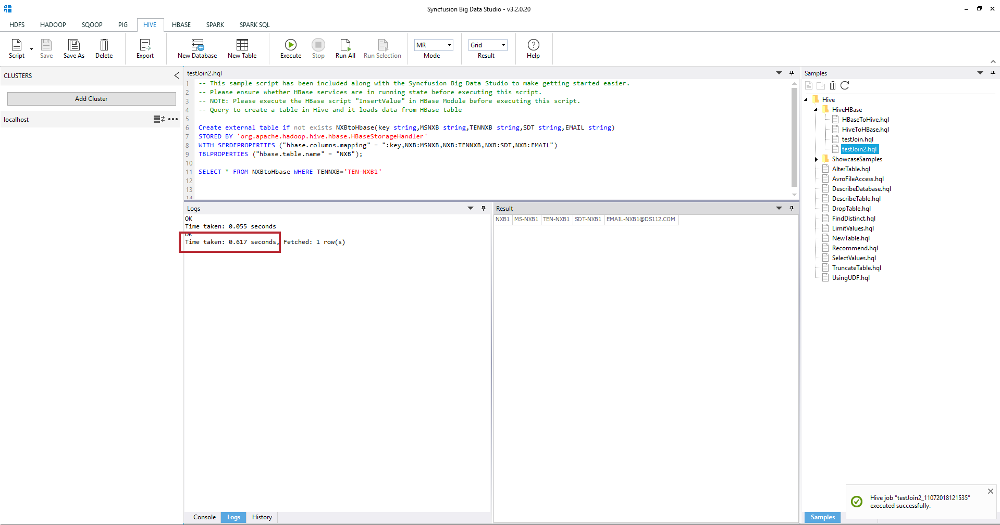 Syncfusion Big Data Studio - v3.2.0.20
HDFS HADOOP SQOOP PIG HIVE HBASE SPARK SPARK SQL
Script Save Save As Delete Export New Database New Table Execute Stop Run All Run Selection MR Mode Grid Result Help
CLUSTERS
Add Cluster
localhost
testJoin2.hql
1 -- This sample script has been included along with the Syncfusion Big Data Studio to make getting started easier.
2 -- Please ensure whether HBase services are in running state before executing this script.
3 -- NOTE: Please execute the HBase script "InsertValue" in HBase Module before executing this script.
4 -- Query to create a table in Hive and it loads data from HBase table
5
6 Create external table if not exists NXBtoHbase(key string,MSNXB string,TENNXB string,SDT string,EMAIL string)
7 STORED BY 'org.apache.hadoop.hive.hbase.HBaseStorageHandler'
8 WITH SERDEPROPERTIES ("hbase.columns.mapping" = ":key,NXB:MSNXB,NXB:TENNXB,NXB:SDT,NXB:EMAIL")
9 TBLPROPERTIES ("hbase.table.name" = "NXB");
10
11 SELECT * FROM NXBtoHbase WHERE TENNXB='TEN-NXB1'
12
13
14
Logs
OK
Time taken: 0.055 seconds
OK
Time taken: 0.617 seconds, Fetched: 1 row(s)
Console Logs History
Result
NXB1 MS-NXB1 TEN-NXB1 SDT-NXB1 EMAIL-NXB1@DS112.COM
Samples
Hive
HiveHBase
HBaseToHive.hql
HiveToHBase.hql
testJoin.hql
testJoin2.hql
ShowcaseSamples
AlterTable.hql
AvroFileAccess.hql
DescribeDatabase.hql
DescribeTable.hql
DropTable.hql
FindDistinct.hql
LimitValues.hql
NewTable.hql
Recommend.hql
SelectValues.hql
TruncateTable.hql
UsingUDF.hql
Hive job "testJoin2_11072018121535"
executed successfully.
Samples